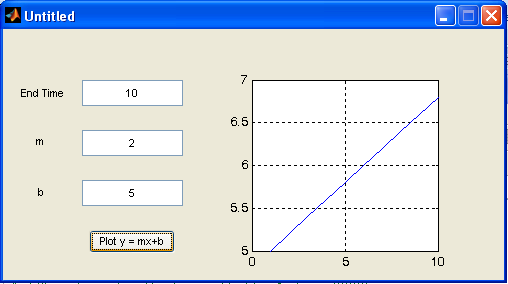 Untitled
End Time 10
m 2
b 5
Plot y = mx+b
7
6.5
6
5.5
5
0 5 10